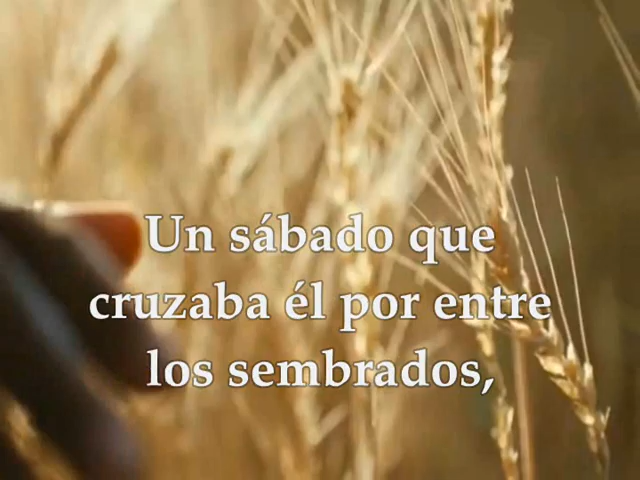 Un sábado que
cruzaba él por entre
los sembrados,